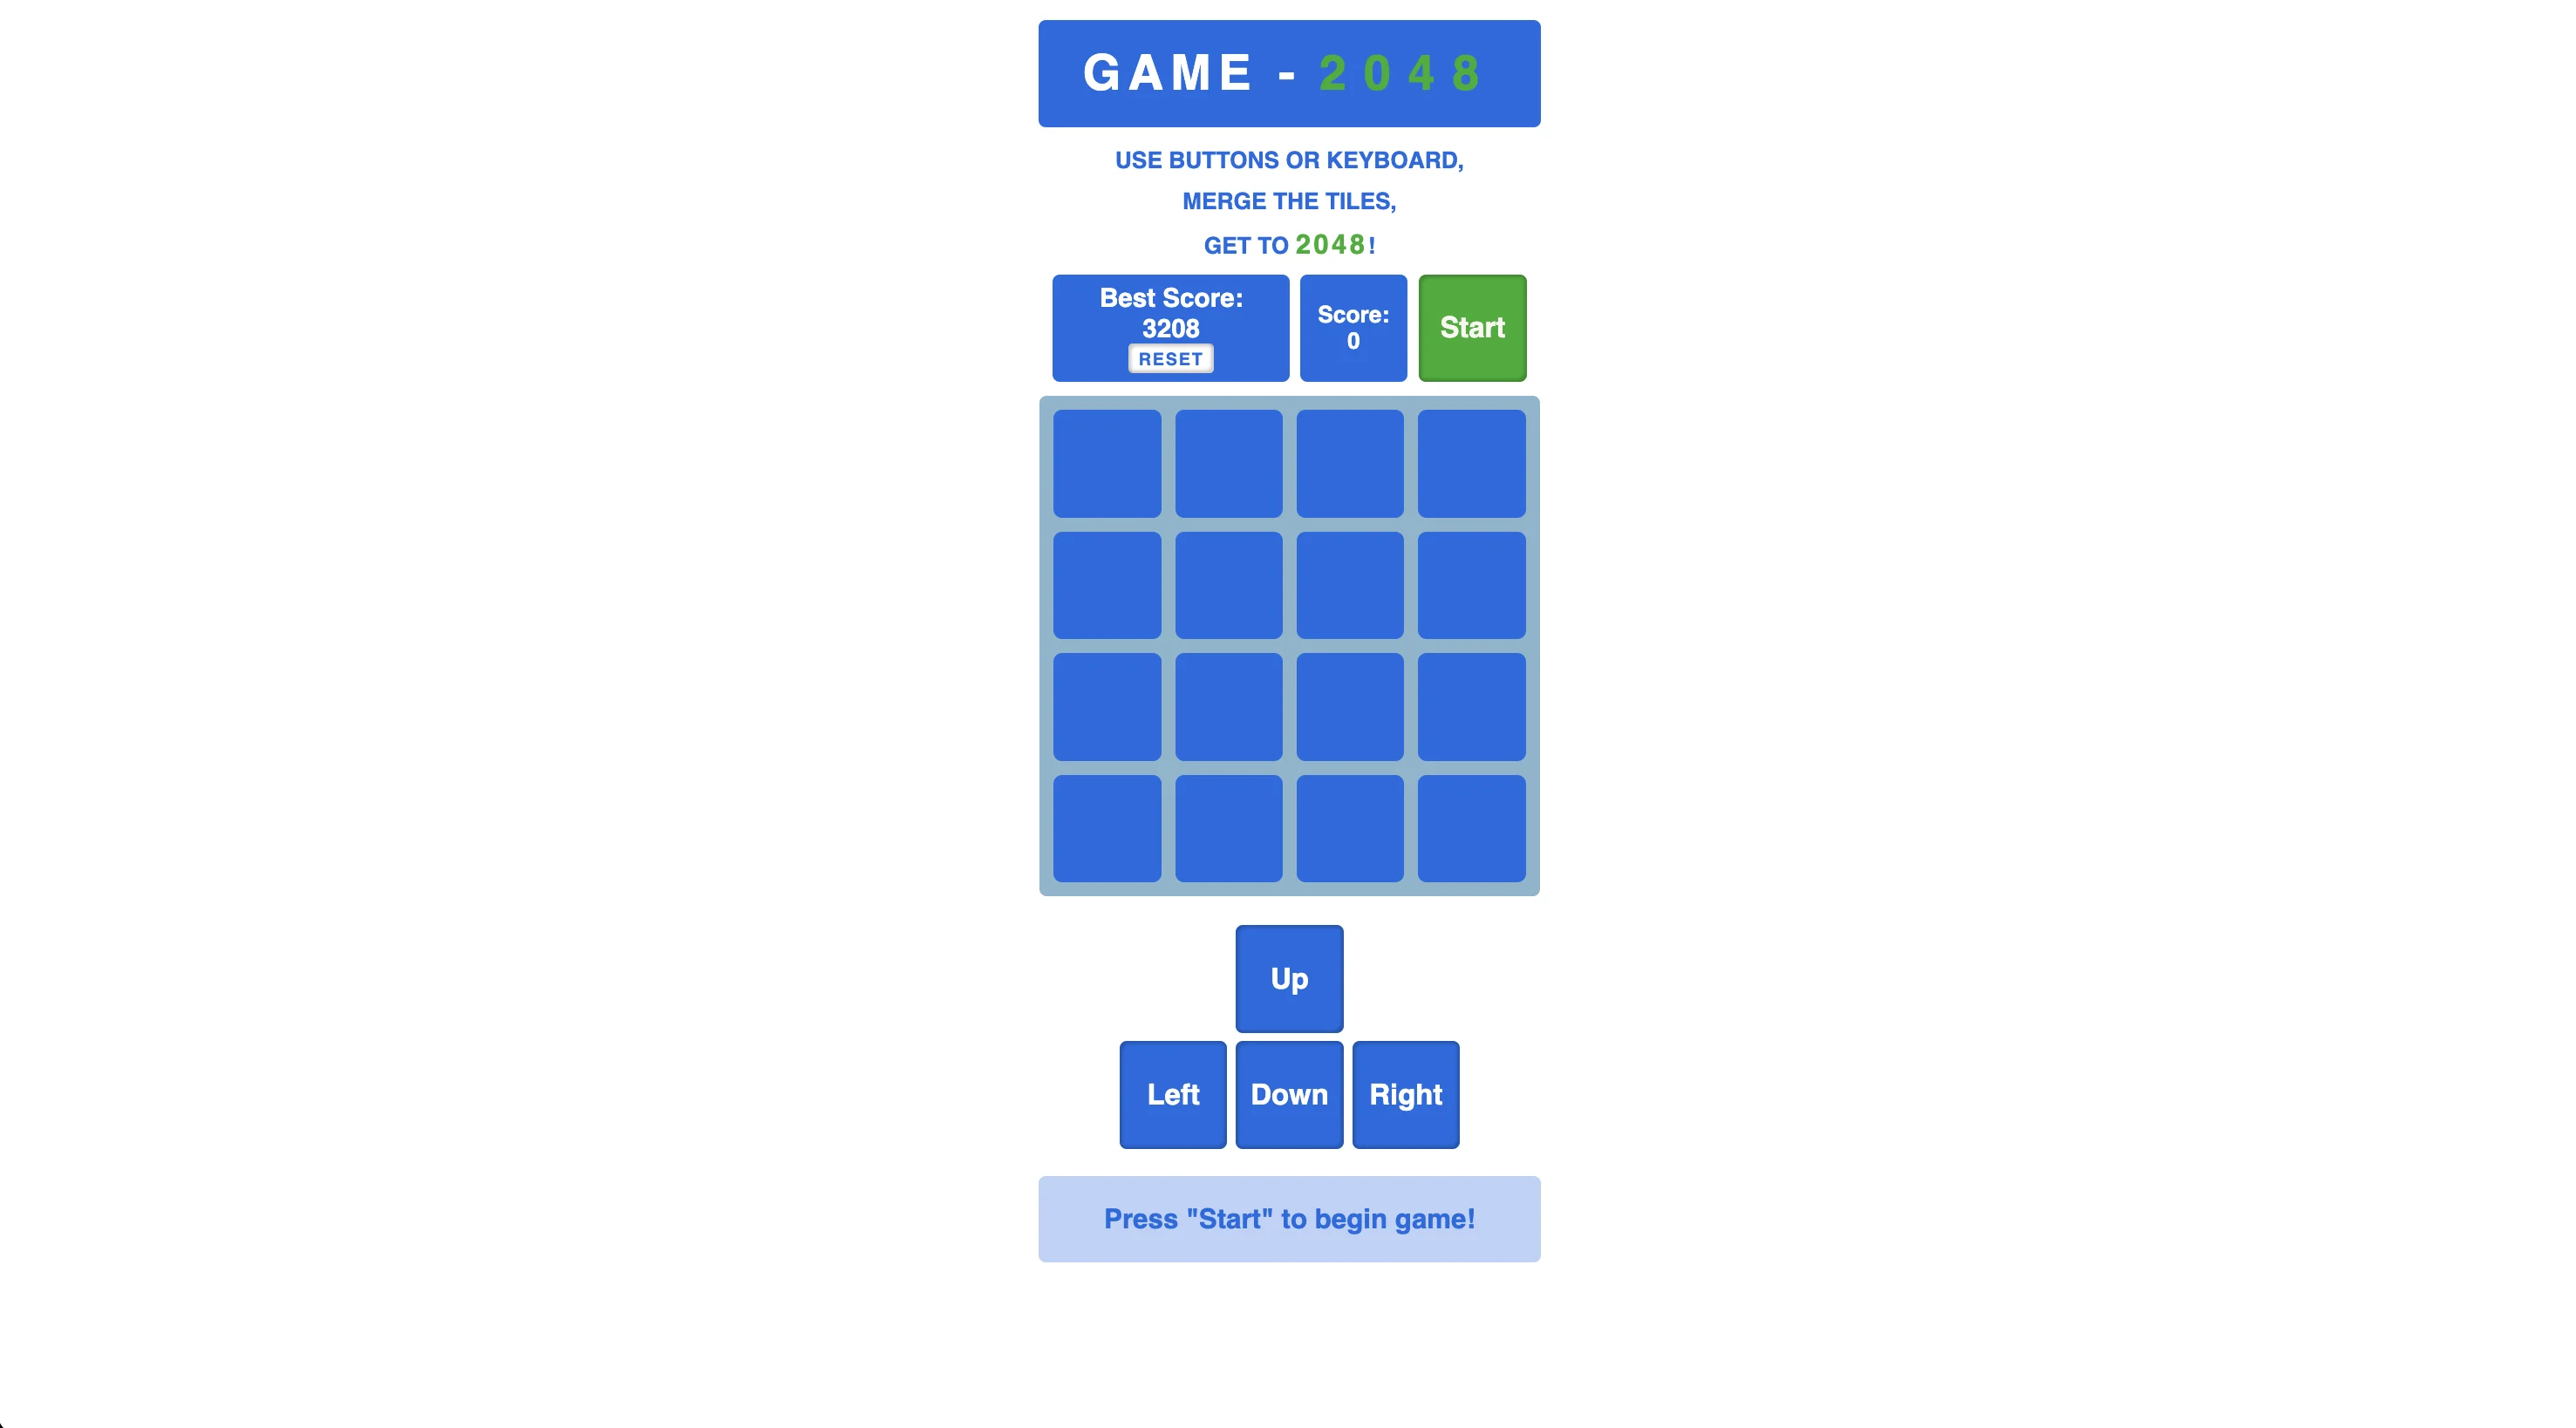 GAME - 2048
USE BUTTONS OR KEYBOARD,
MERGE THE TILES,
GET TO 2048!
Best Score:
3208
RESET
Score:
0
Start
Up
Left
Down
Right
Press "Start" to begin game!